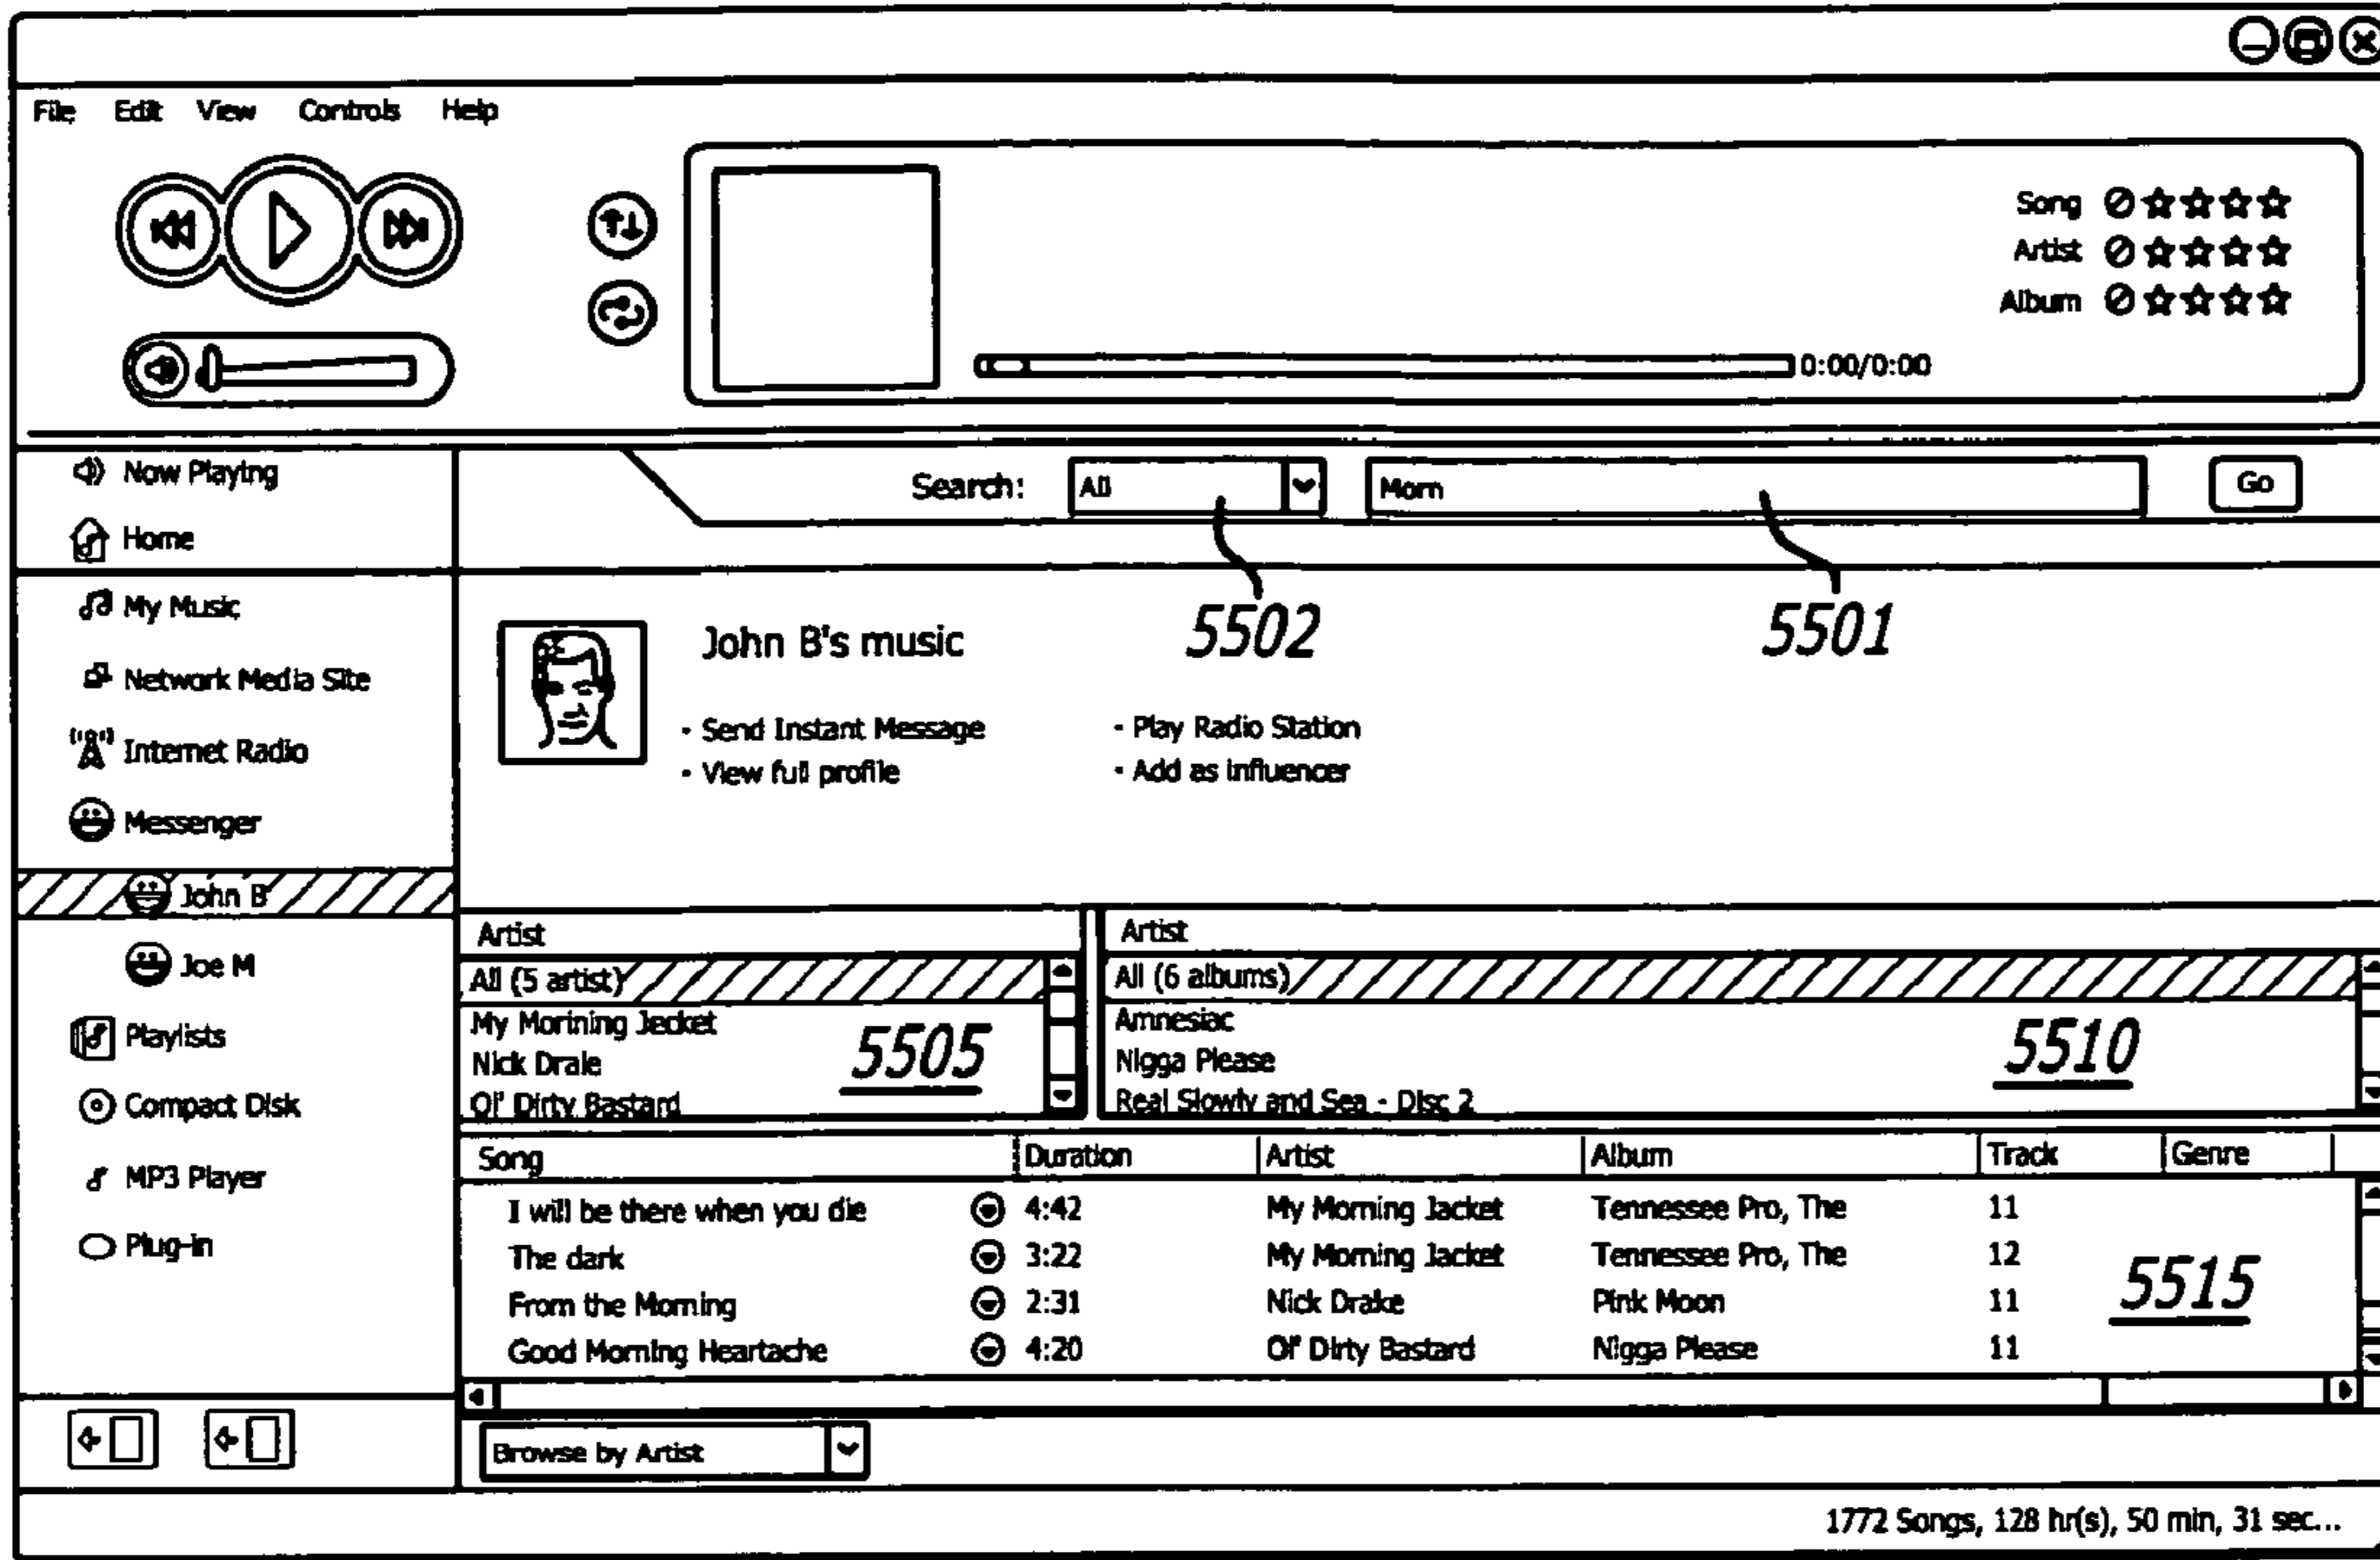 File Edit View Controls Help
Song
Artist
Album
0:00/0:00
Now Playing
Home
Search: All Morn Go
5502 5501
My Music
Network Media Site
Internet Radio
Messenger
John B
Joe M
Playlists
Compact Disk
MP3 Player
Plug-in
John B's music
- Send Instant Message - Play Radio Station
- View full profile - Add as influencer
Artist
All (5 artist)
My Morining Jecket
Nick Drale
Ol' Dirty Bastard
5505
Artist
All (6 albums)
Amnesiac
Nigga Please
Real Slowly and Sea - Disc 2
5510
Song Duration Artist Album Track Genre
I will be there when you die 4:42 My Morning Jacket Tennessee Pro, The 11
The dark 3:22 My Morning Jacket Tennessee Pro, The 12
From the Morning 2:31 Nick Drake Pink Moon 11
Good Morning Heartache 4:20 Ol' Dirty Bastard Nigga Please 11
5515
Browse by Artist
1772 Songs, 128 hr(s), 50 min, 31 sec...